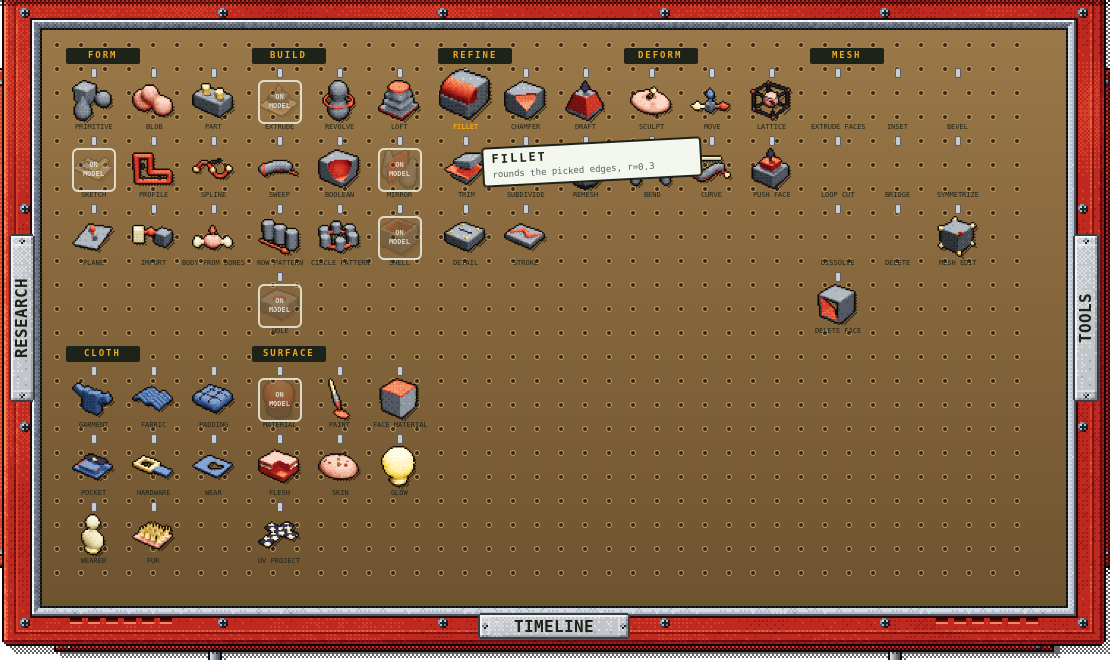 FORM BUILD REFINE DEFORM MESH
ON MODEL
PRIMITIVE BLOB PART EXTRUDE REVOLVE LOFT FILLET CHAMFER DRAFT SCULPT MOVE LATTICE EXTRUDE FACES INSET BEVEL
FILLET
rounds the picked edges, r=0.3
ON MODEL ON MODEL
SKETCH PROFILE SPLINE SWEEP BOOLEAN MIRROR TRIM SUBDIVIDE REMESH BEND CURVE PUSH FACE LOOP CUT BRIDGE SYMMETRIZE
ON MODEL
PLANE IMPORT BODY FROM BONES ROW PATTERN CIRCLE PATTERN SHELL DETAIL STROKE DISSOLVE DELETE MESH EDIT
ON MODEL
HOLE DELETE FACE
RESEARCH
TOOLS
CLOTH SURFACE
ON MODEL
GARMENT FABRIC PADDING MATERIAL PAINT FACE MATERIAL
POCKET HARDWARE WEAR FLESH SKIN GLOW
WEARER FUR UV PROJECT
TIMELINE